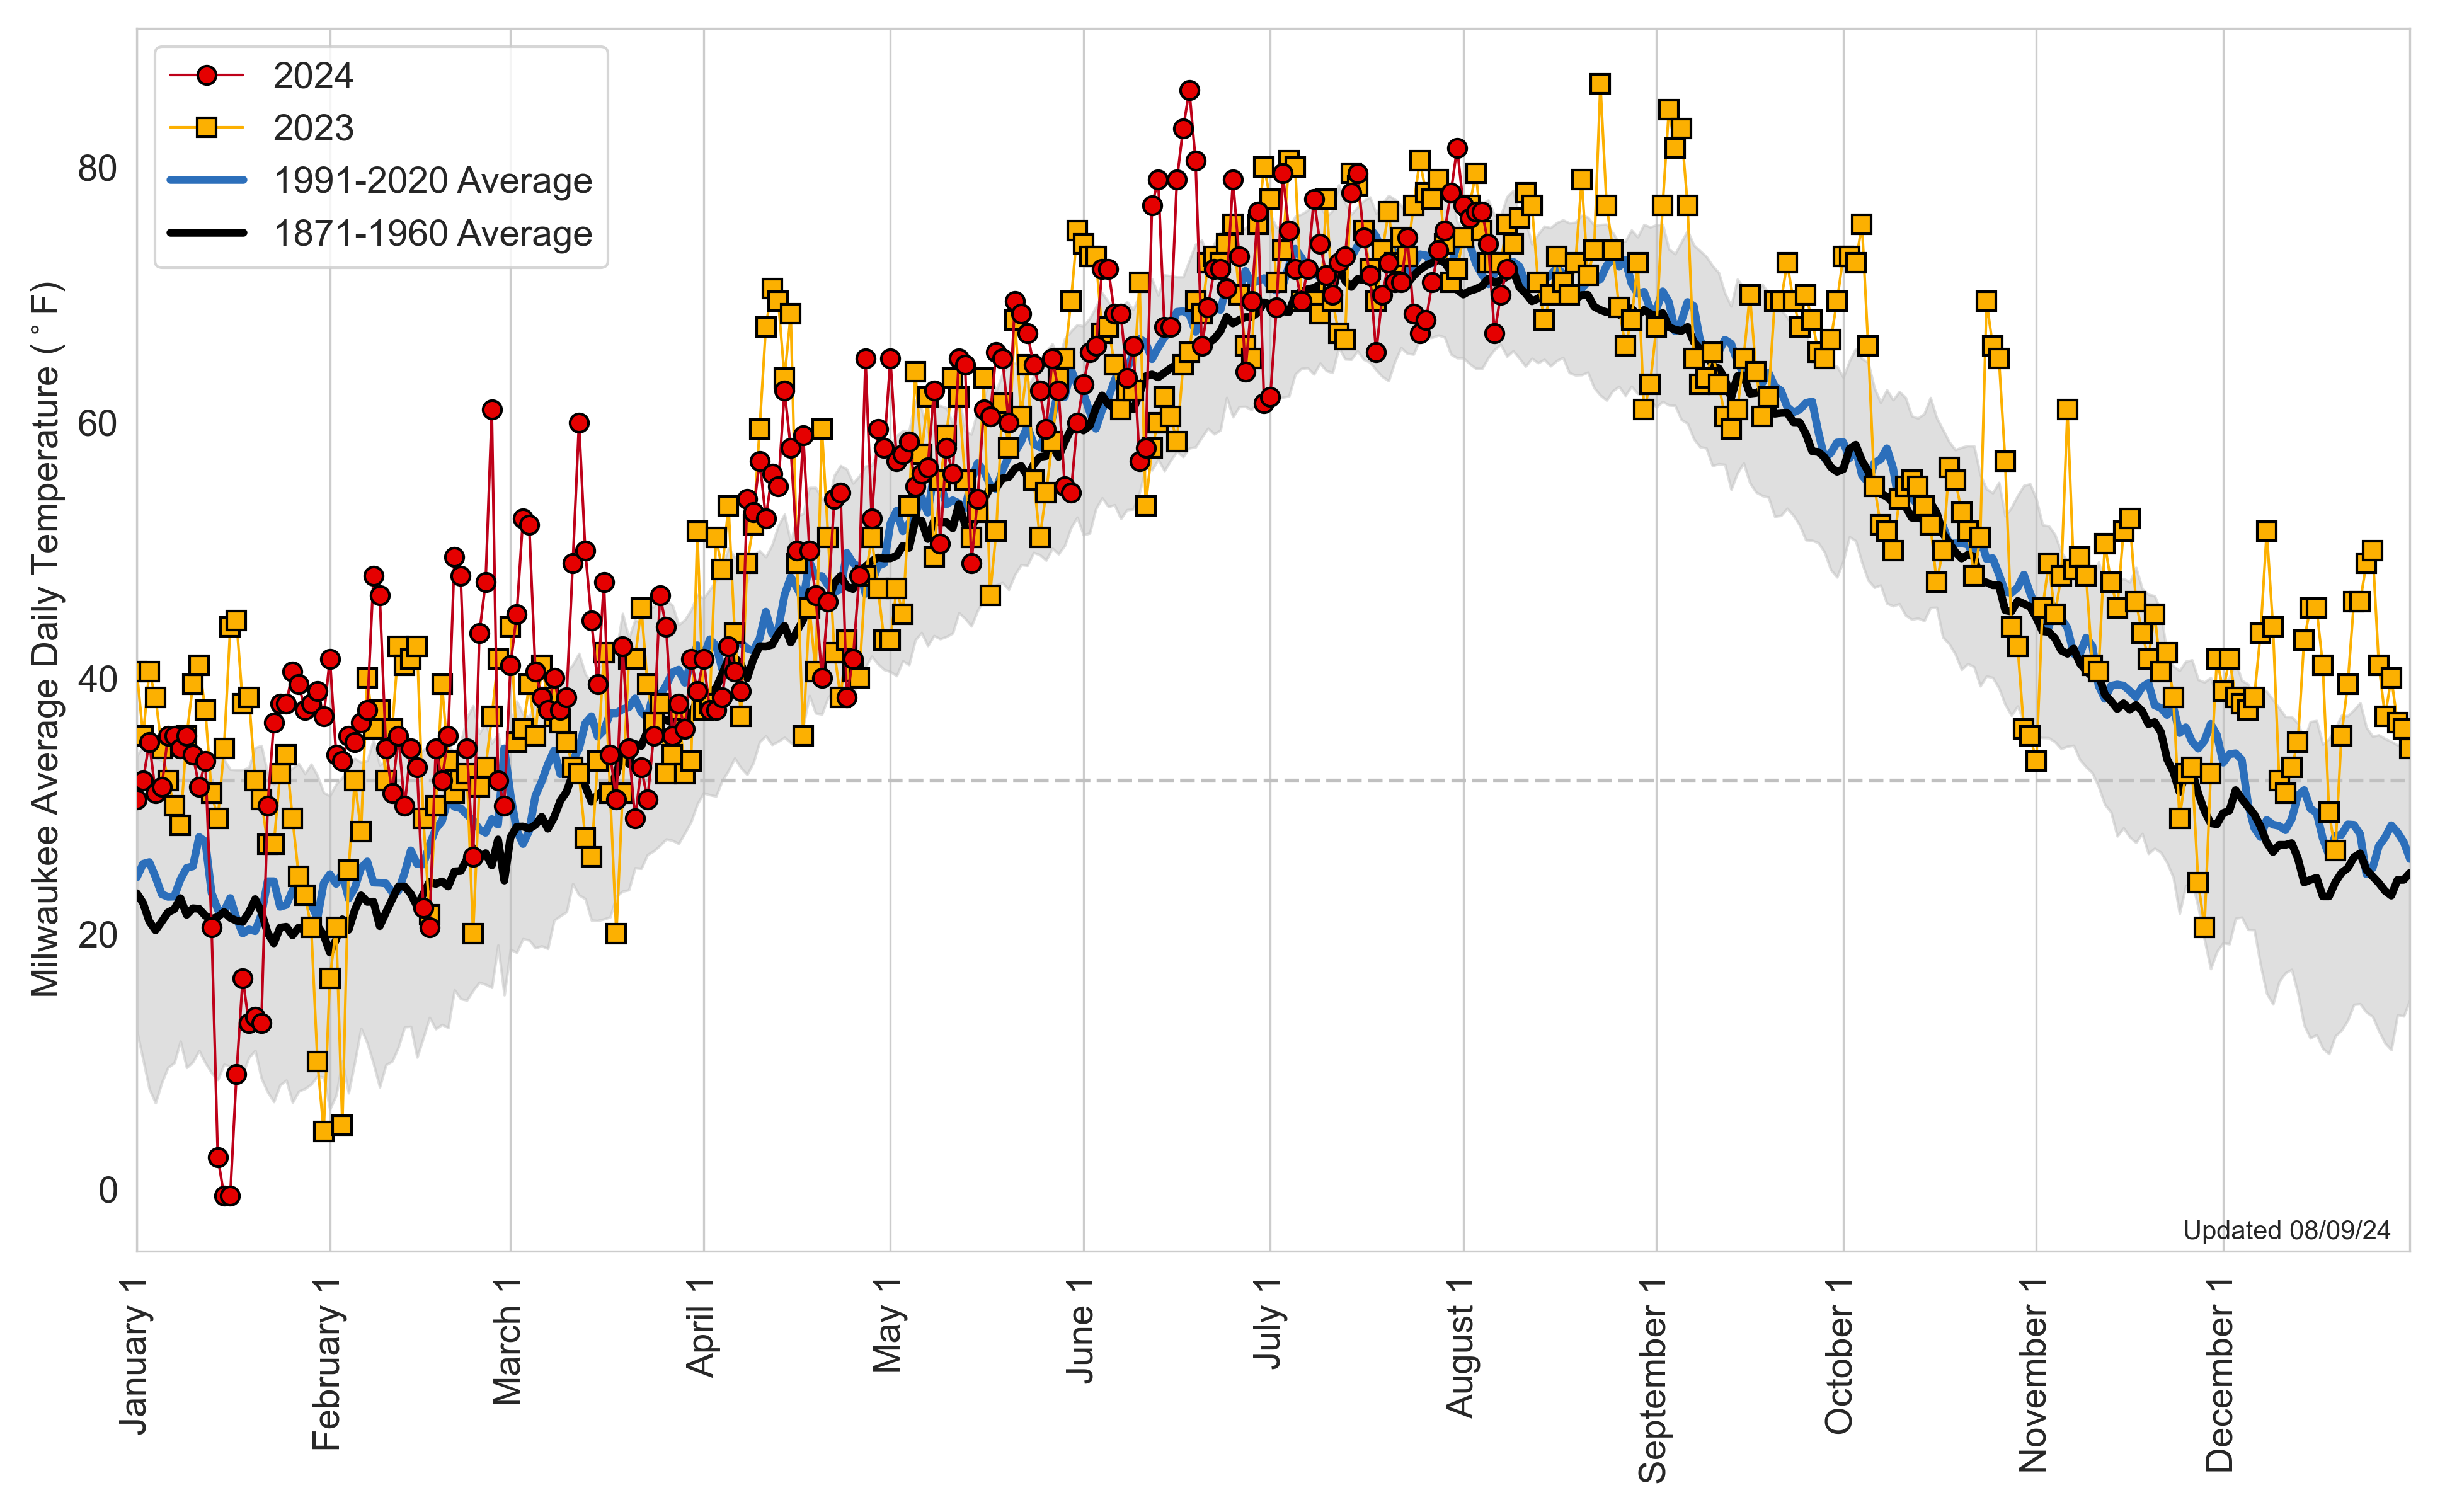 2024
2023
1991-2020 Average
1871-1960 Average
Milwaukee Average Daily Temperature (°F)
80
60
40
20
0
Updated 08/09/24
January 1
February 1
March 1
April 1
May 1
June 1
July 1
August 1
September 1
October 1
November 1
December 1